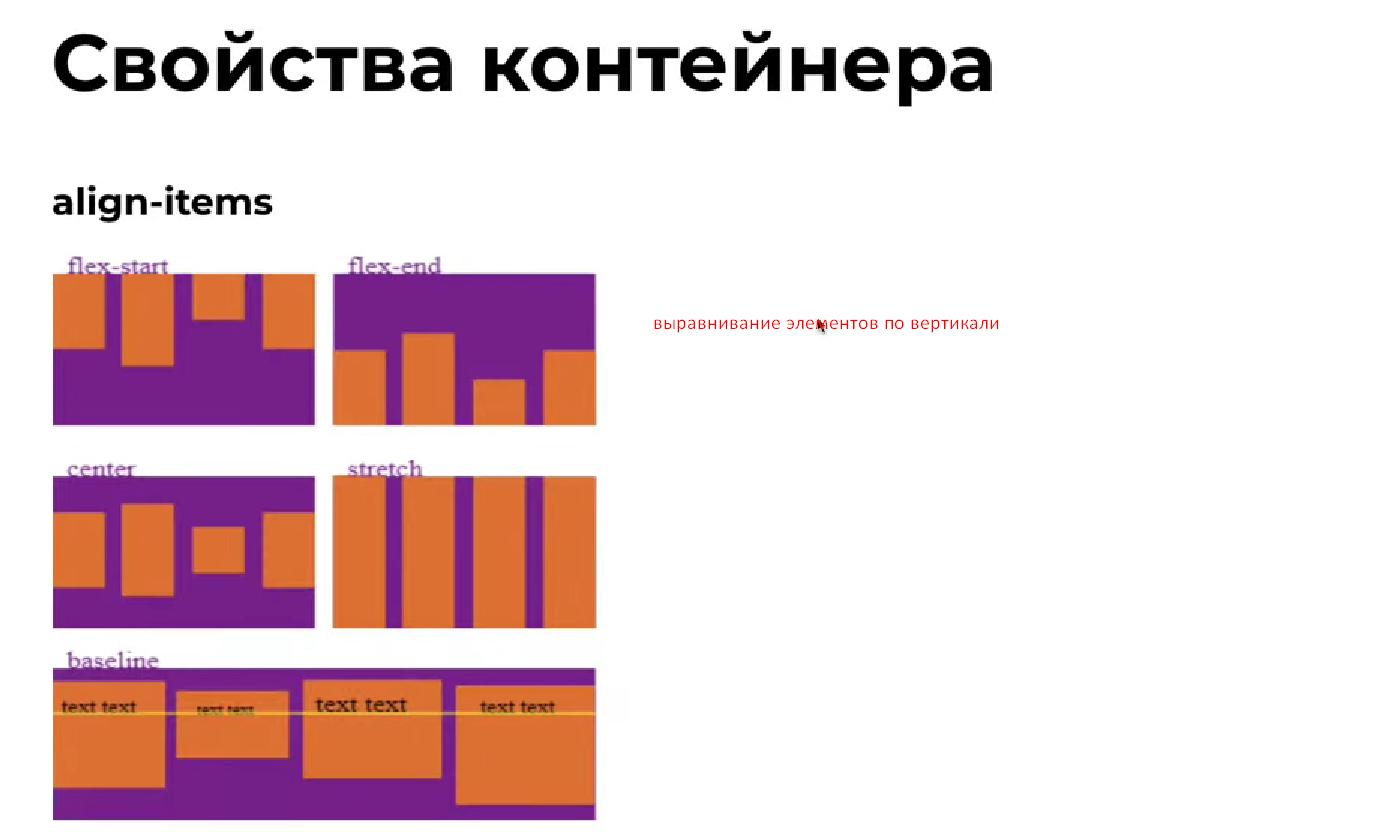 Свойства контейнера
align-items
flex-start
flex-end
выравнивание элементов по вертикали
center
stretch
baseline
text text
text text
text text
text text